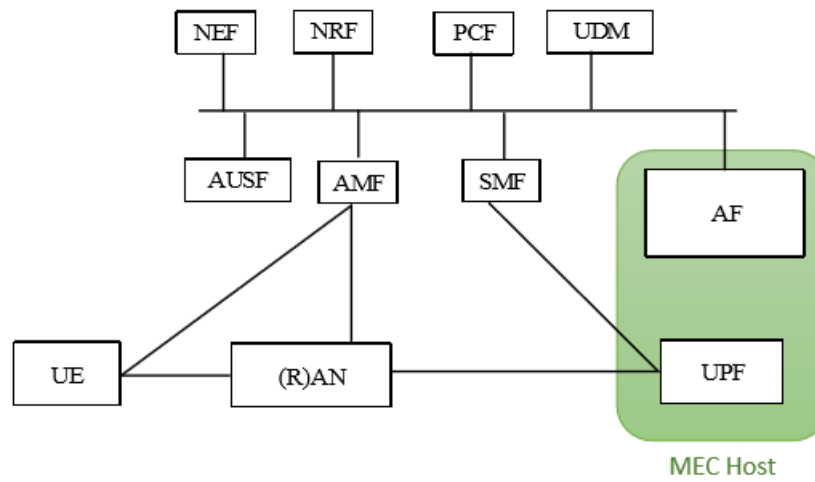 NEF
NRF
PCF
UDM
AUSF
AMF
SMF
AF
UE
(R)AN
UPF
MEC Host